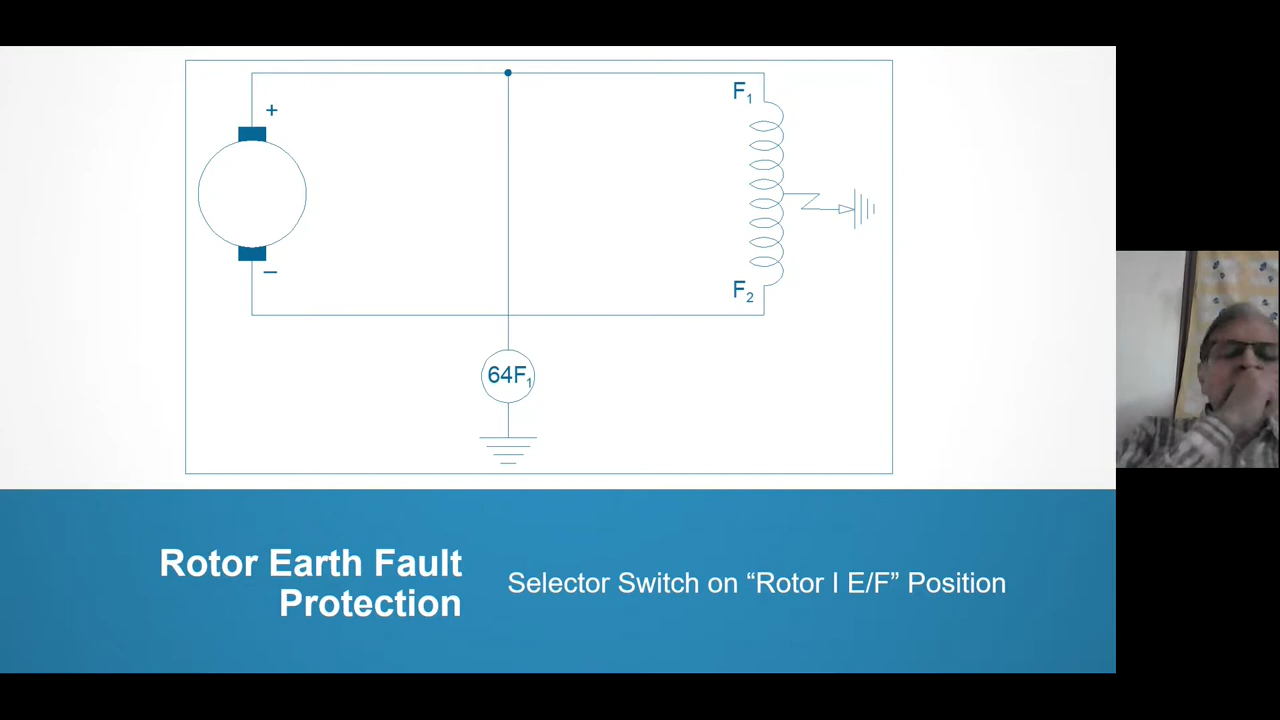 +
F1
–
F2
64F1
Rotor Earth Fault
Protection
Selector Switch on “Rotor I E/F” Position